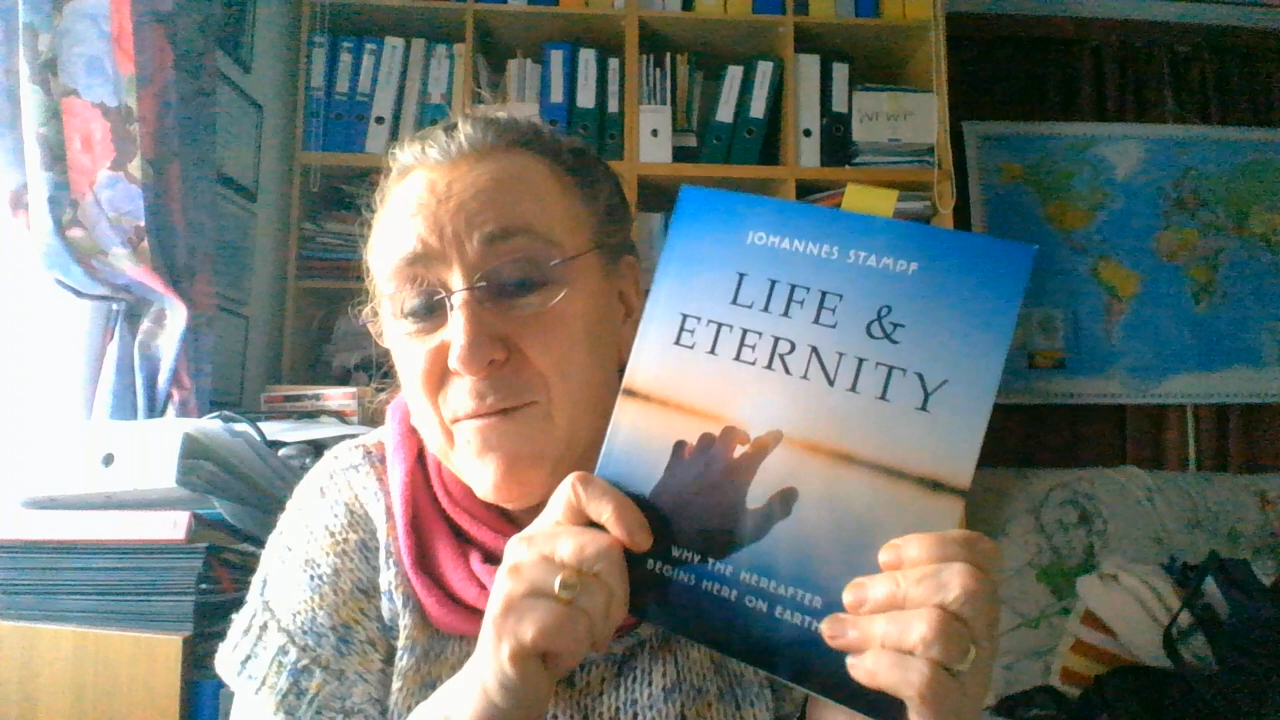 JOHANNES STAMPF
LIFE &
ETERNITY
WHY THE HEREAFTER
BEGINS HERE ON EARTH